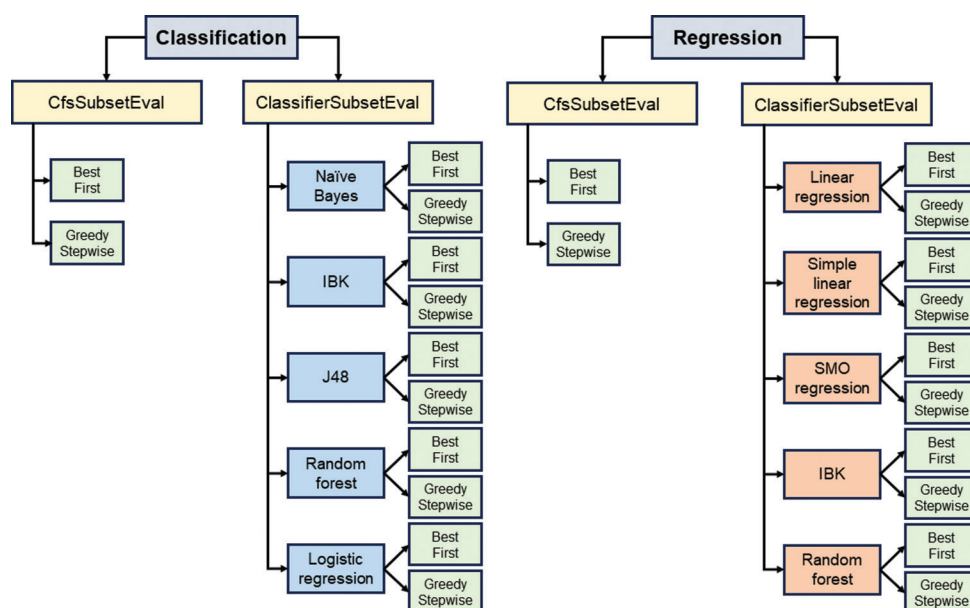 Classification
CfsSubsetEval
ClassifierSubsetEval
Best
First
Greedy
Stepwise
Naïve
Bayes
Best
First
Greedy
Stepwise
IBK
Best
First
Greedy
Stepwise
J48
Best
First
Greedy
Stepwise
Random
forest
Best
First
Greedy
Stepwise
Logistic
regression
Best
First
Greedy
Stepwise
Regression
CfsSubsetEval
ClassifierSubsetEval
Best
First
Greedy
Stepwise
Linear
regression
Best
First
Greedy
Stepwise
Simple
linear
regression
Best
First
Greedy
Stepwise
SMO
regression
Best
First
Greedy
Stepwise
IBK
Best
First
Greedy
Stepwise
Random
forest
Best
First
Greedy
Stepwise